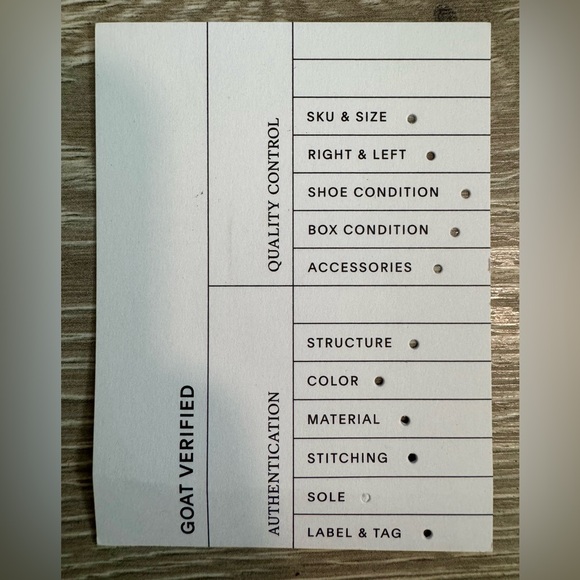 GOAT VERIFIED
QUALITY CONTROL
SKU & SIZE
RIGHT & LEFT
SHOE CONDITION
BOX CONDITION
ACCESSORIES
AUTHENTICATION
STRUCTURE
COLOR
MATERIAL
STITCHING
SOLE
LABEL & TAG